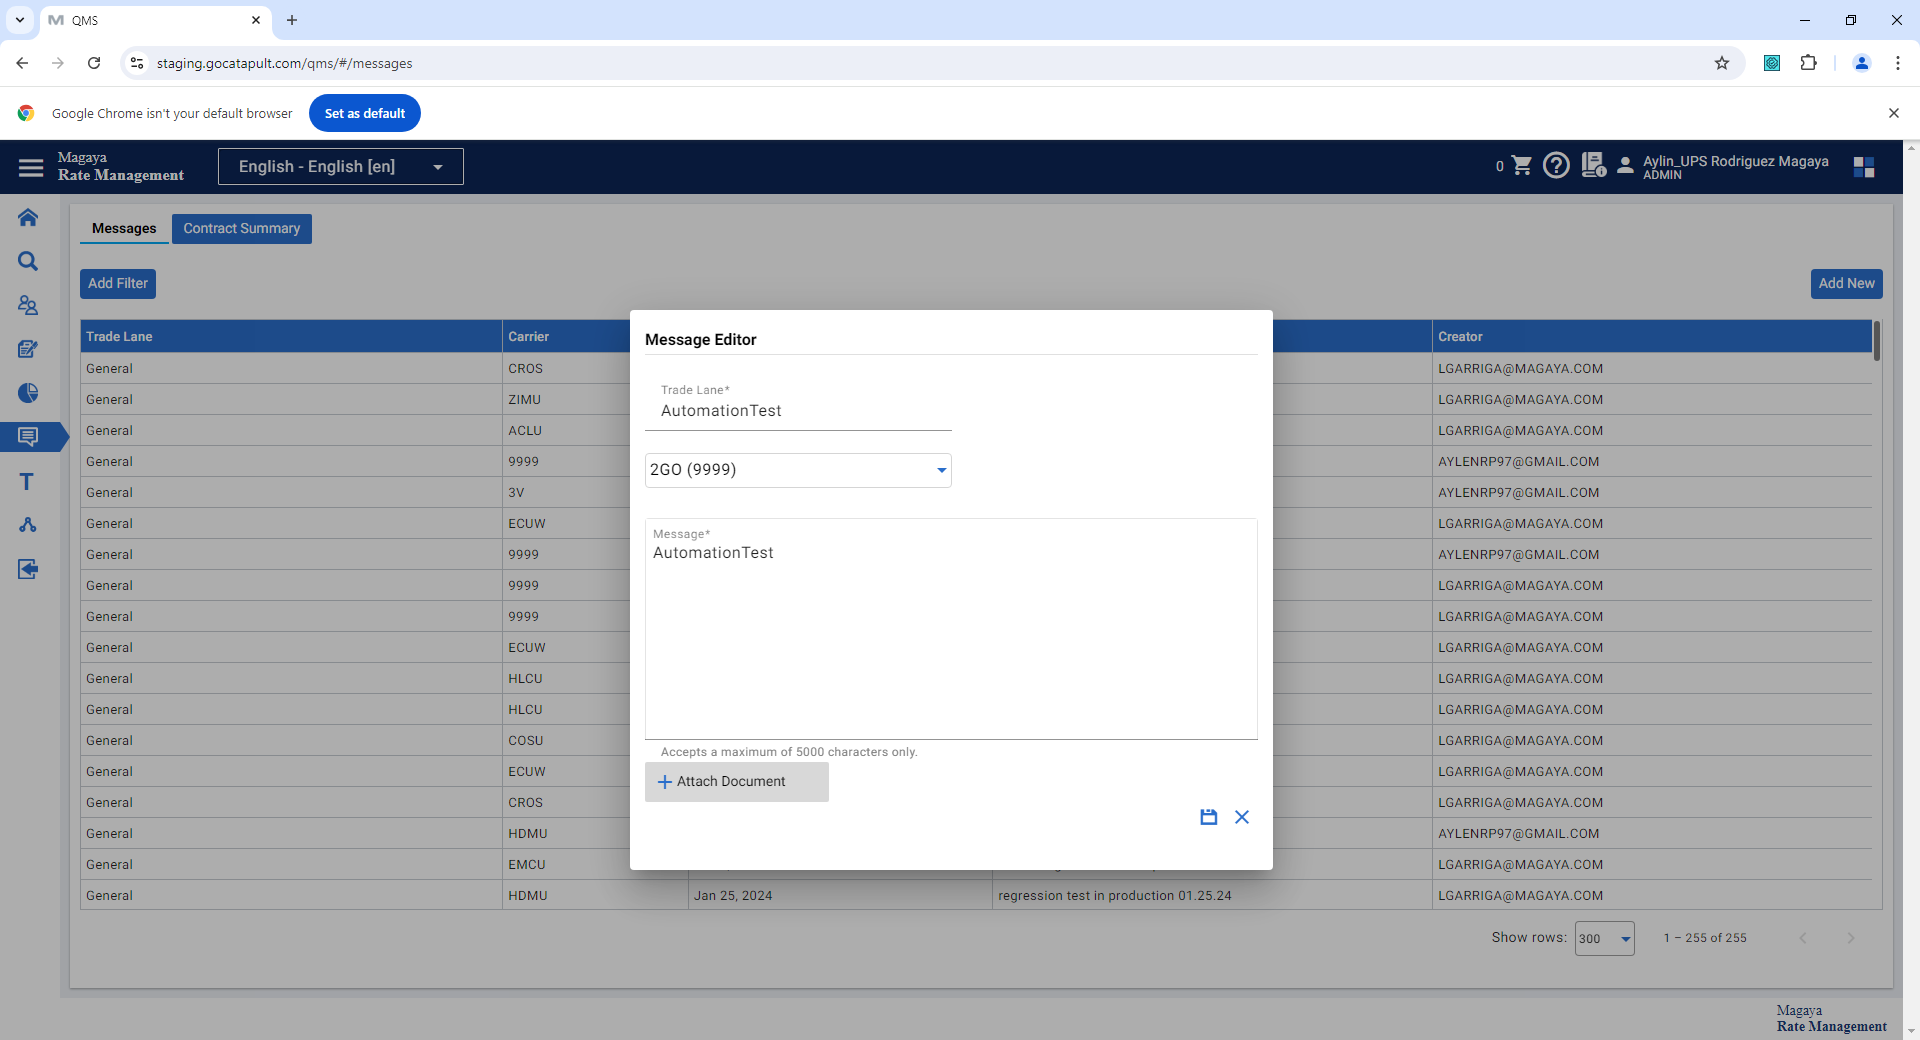 QMS
staging.gocatapult.com/qms/#/messages
Google Chrome isn't your default browser
Set as default
Magaya
Rate Management
English - English [en]
0
Aylin_UPS Rodriguez Magaya
ADMIN
Messages
Contract Summary
Add Filter
Add New
Trade Lane
Carrier
Creator
General CROS LGARRIGA@MAGAYA.COM
General ZIMU LGARRIGA@MAGAYA.COM
General ACLU LGARRIGA@MAGAYA.COM
General 9999 AYLENRP97@GMAIL.COM
General 3V AYLENRP97@GMAIL.COM
General ECUW LGARRIGA@MAGAYA.COM
General 9999 AYLENRP97@GMAIL.COM
General 9999 LGARRIGA@MAGAYA.COM
General 9999 LGARRIGA@MAGAYA.COM
General ECUW LGARRIGA@MAGAYA.COM
General HLCU LGARRIGA@MAGAYA.COM
General HLCU LGARRIGA@MAGAYA.COM
General COSU LGARRIGA@MAGAYA.COM
General ECUW LGARRIGA@MAGAYA.COM
General CROS LGARRIGA@MAGAYA.COM
General HDMU AYLENRP97@GMAIL.COM
General EMCU LGARRIGA@MAGAYA.COM
General HDMU Jan 25, 2024 regression test in production 01.25.24 LGARRIGA@MAGAYA.COM
Message Editor
Trade Lane*
AutomationTest
2GO (9999)
Message*
AutomationTest
Accepts a maximum of 5000 characters only.
Attach Document
Show rows: 300 1 – 255 of 255
Magaya
Rate Management